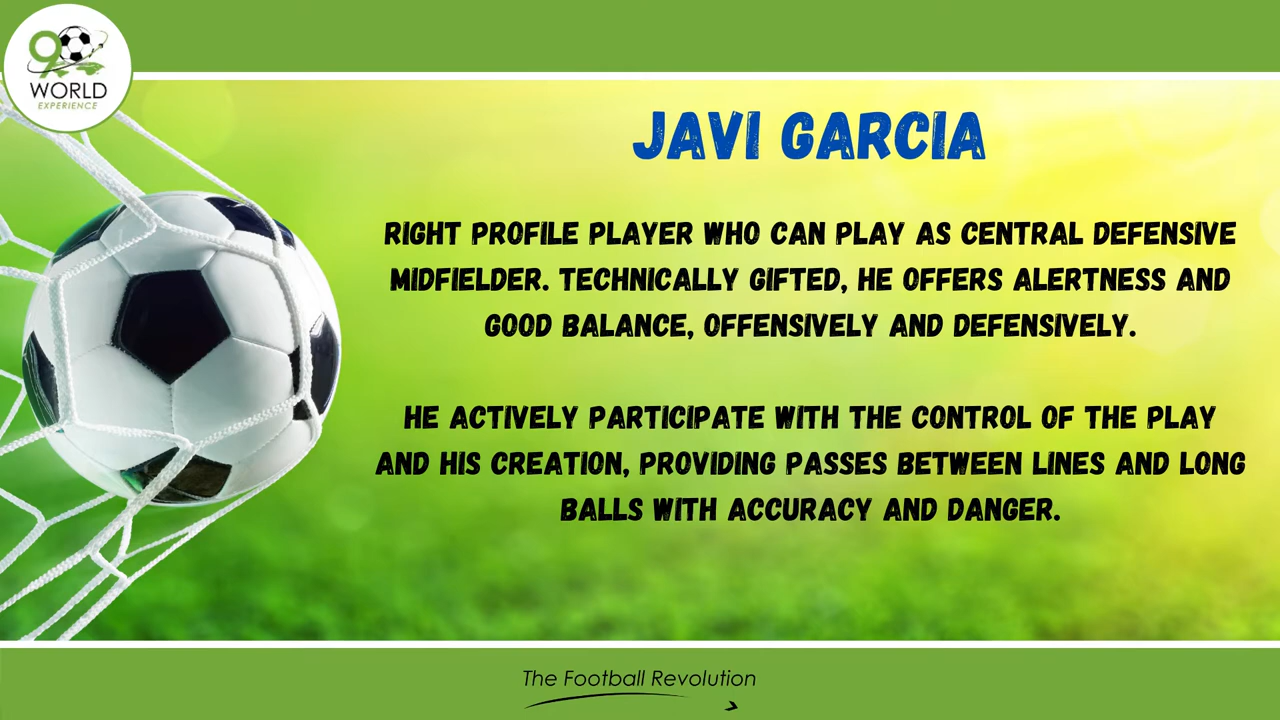 90
WORLD
EXPERIENCE
JAVI GARCIA
RIGHT PROFILE PLAYER WHO CAN PLAY AS CENTRAL DEFENSIVE
MIDFIELDER. TECHNICALLY GIFTED, HE OFFERS ALERTNESS AND
GOOD BALANCE, OFFENSIVELY AND DEFENSIVELY.
HE ACTIVELY PARTICIPATE WITH THE CONTROL OF THE PLAY
AND HIS CREATION, PROVIDING PASSES BETWEEN LINES AND LONG
BALLS WITH ACCURACY AND DANGER.
The Football Revolution